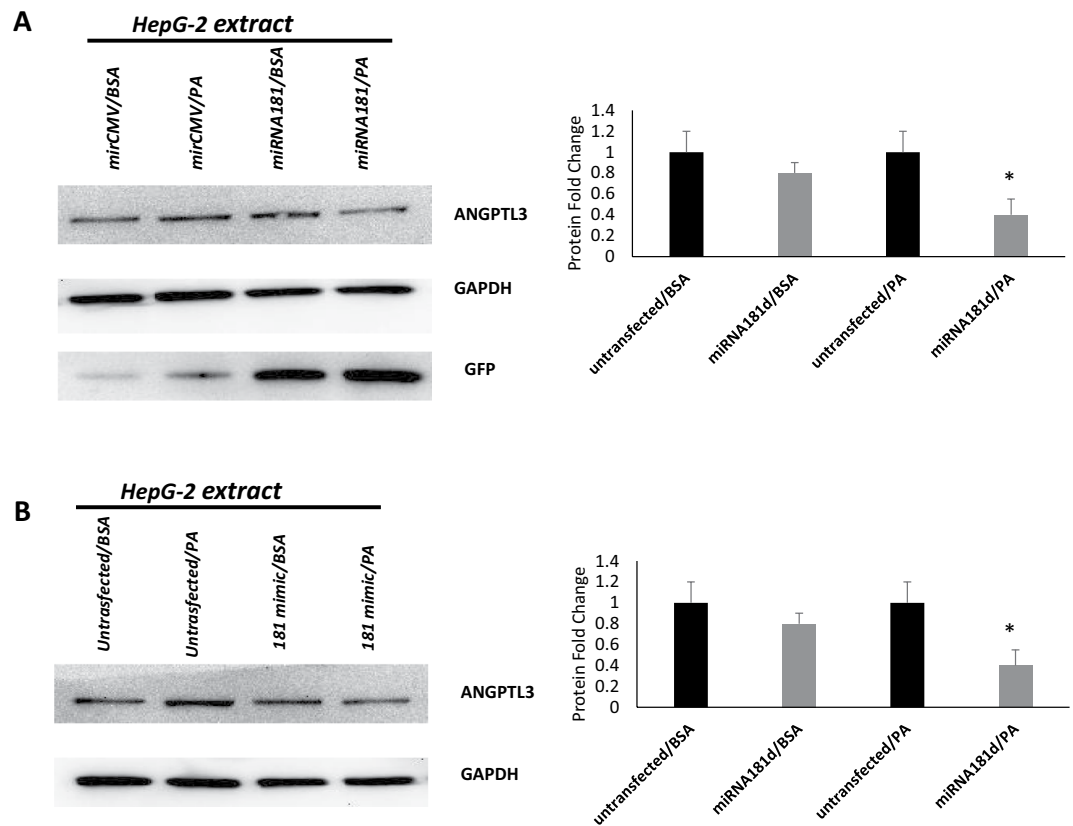 A
HepG-2 extract
mirCMV/BSA
mirCMV/PA
miRNA181/BSA
miRNA181/PA
ANGPTL3
GAPDH
GFP
Protein Fold Change
1.4
1.2
1
0.8
0.6
0.4
0.2
0
*
untransfected/BSA
miRNA181d/BSA
untransfected/PA
miRNA181d/PA
B
HepG-2 extract
Untrasfected/BSA
Untrasfected/PA
181 mimic/BSA
181 mimic/PA
ANGPTL3
GAPDH
Protein Fold Change
1.4
1.2
1
0.8
0.6
0.4
0.2
0
*
untransfected/BSA
miRNA181d/BSA
untransfected/PA
miRNA181d/PA